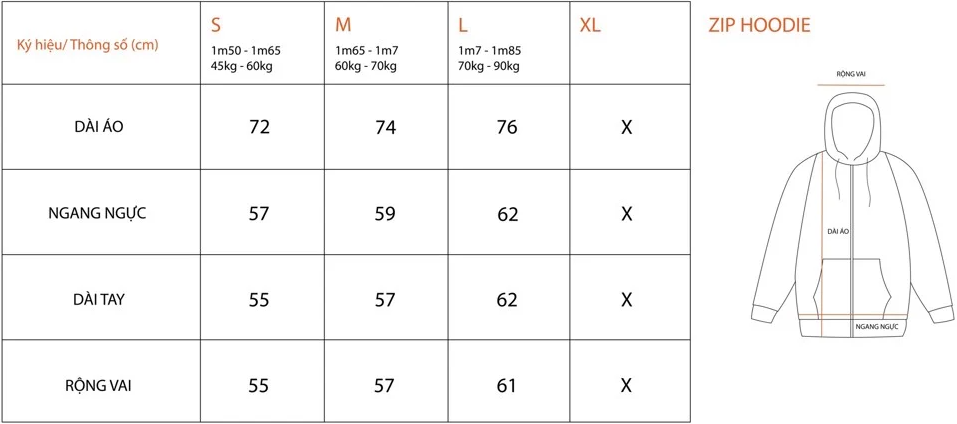 Ký hiệu/ Thông số (cm)
S
1m50 - 1m65
45kg - 60kg
M
1m65 - 1m7
60kg - 70kg
L
1m7 - 1m85
70kg - 90kg
XL
DÀI ÁO
72
74
76
X
NGANG NGỰC
57
59
62
X
DÀI TAY
55
57
62
X
RỘNG VAI
55
57
61
X
ZIP HOODIE
RỘNG VAI
DÀI ÁO
NGANG NGỰC